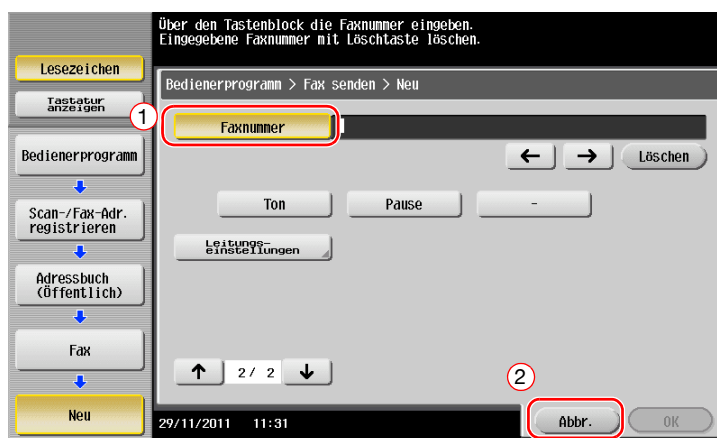 Über den Tastenblock die Faxnummer eingeben.
Eingegebene Faxnummer mit Löschtaste löschen.
Lesezeichen
Tastatur
anzeigen
Bedienerprogramm > Fax senden > Neu
1
Faxnummer
Bedienerprogramm
← → Löschen
Ton Pause -
Scan-/Fax-Adr.
registrieren
Leitungs-
einstellungen
Adressbuch
(Öffentlich)
Fax
↑ 2/ 2 ↓
2
Neu
29/11/2011 11:31
Abbr. OK